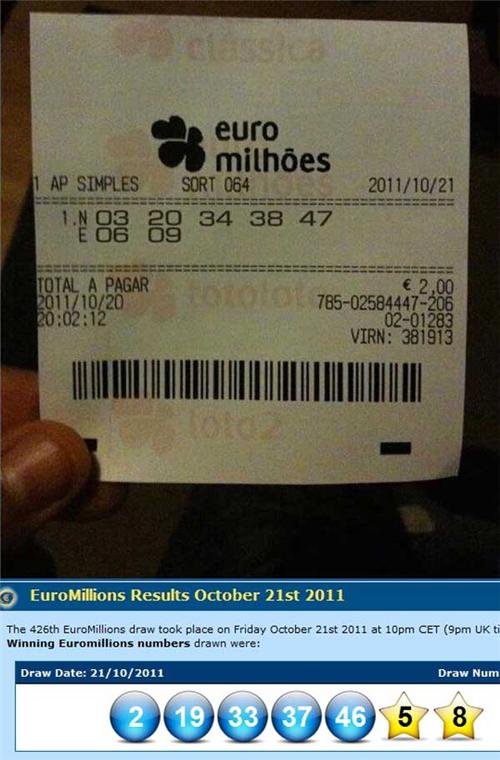 clássica
euro
milhões
1 AP SIMPLES SORT 064 2011/10/21
1.N 03 20 34 38 47
E 06 09
TOTAL A PAGAR € 2,00
2011/10/20 785-02584447-206
20:02:12 02-01283
VIRN: 381913
totoloto
loto2
EuroMillions Results October 21st 2011
The 426th EuroMillions draw took place on Friday October 21st 2011 at 10pm CET (9pm UK ti
Winning Euromillions numbers drawn were:
Draw Date: 21/10/2011 Draw Num
2 19 33 37 46 5 8